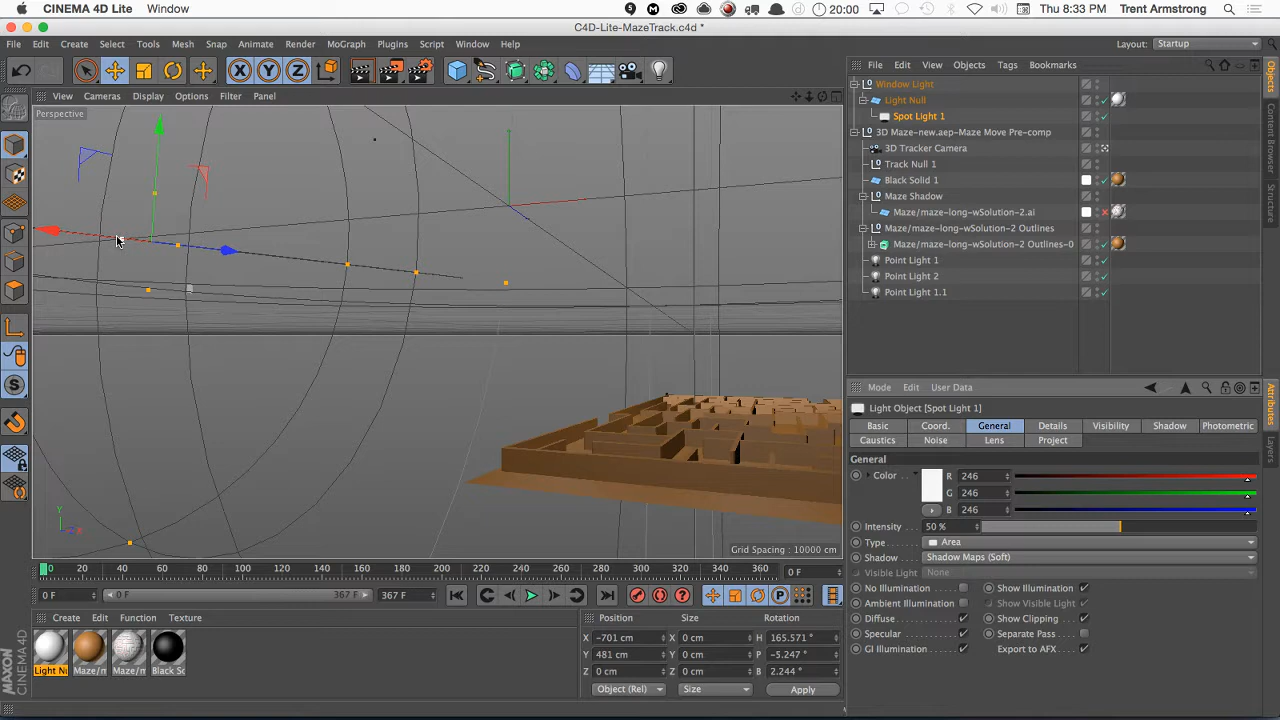 CINEMA 4D Lite Window 5 20:00 Thu 8:33 PM Trent Armstrong
C4D-Lite-MazeTrack.c4d *
File Edit Create Select Tools Mesh Snap Animate Render MoGraph Plugins Script Window Help Layout: Startup
X Y Z P
View Cameras Display Options Filter Panel
File Edit View Objects Tags Bookmarks
Perspective
Window Light
Light Null
Spot Light 1
3D Maze-new.aep-Maze Move Pre-comp
3D Tracker Camera
Track Null 1
Black Solid 1
Maze Shadow
Maze/maze-long-wSolution-2.ai
Maze/maze-long-wSolution-2 Outlines
Maze/maze-long-wSolution-2 Outlines-0
Point Light 1
Point Light 2
Point Light 1.1
Objects
Content Browser
Structure
Mode Edit User Data
Light Object [Spot Light 1]
Basic Coord. General Details Visibility Shadow Photometric
Caustics Noise Lens Project
General
Color R 246
G 246
B 246
Intensity 50 %
Type Area
Shadow Shadow Maps (Soft)
Visible Light None
No Illumination Show Illumination
Ambient Illumination Show Visible Light
Diffuse Show Clipping
Specular Separate Pass
GI Illumination Export to AFX
Attributes
Layers
Y X
Grid Spacing : 10000 cm
0 20 40 60 80 100 120 140 160 180 200 220 240 260 280 300 320 340 360 0 F
0 F 0 F 367 F 367 F P
Create Edit Function Texture
Light N Maze/m Maze/m Black Sc
Position Size Rotation
X -701 cm X 0 cm H 165.571 °
Y 481 cm Y 0 cm P -5.247 °
Z 0 cm Z 0 cm B 2.244 °
Object (Rel) Size Apply
MAXON CINEMA 4D